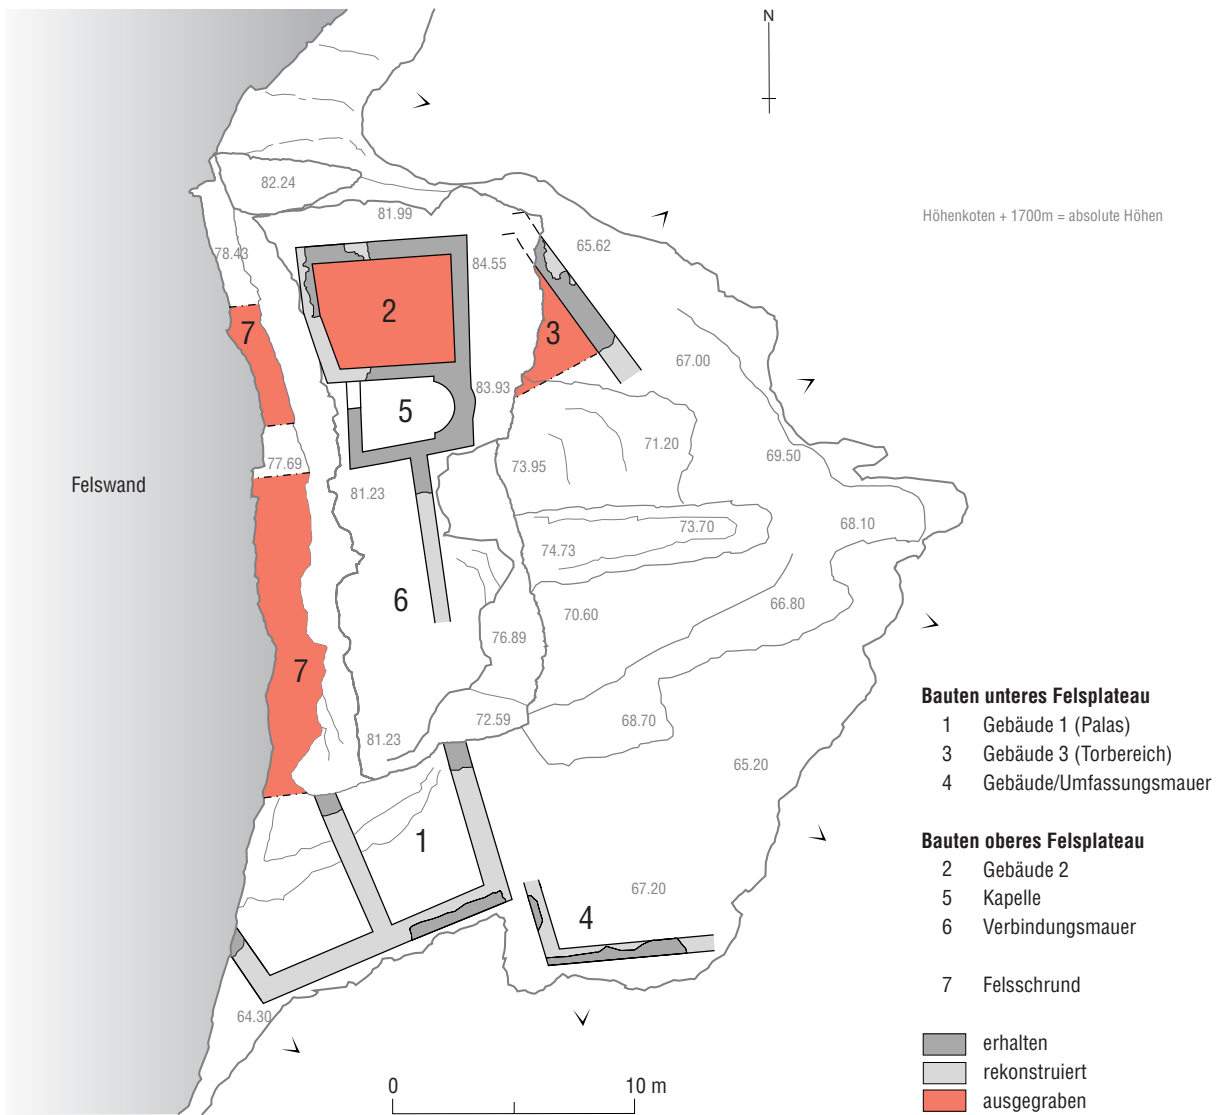 N
82.24
81.99
Höhenkoten + 1700m = absolute Höhen
65.62
78.43
84.55
2
3
7
67.00
83.93
5
71.20
69.50
77.69
73.95
Felswand
81.23
73.70
68.10
74.73
6
66.80
70.60
76.89
7
72.59
68.70
81.23
65.20
1
67.20
4
64.30
0
10 m
Bauten unteres Felsplateau
1 Gebäude 1 (Palas)
3 Gebäude 3 (Torbereich)
4 Gebäude/Umfassungsmauer
Bauten oberes Felsplateau
2 Gebäude 2
5 Kapelle
6 Verbindungsmauer
7 Felsschrund
erhalten
rekonstruiert
ausgegraben